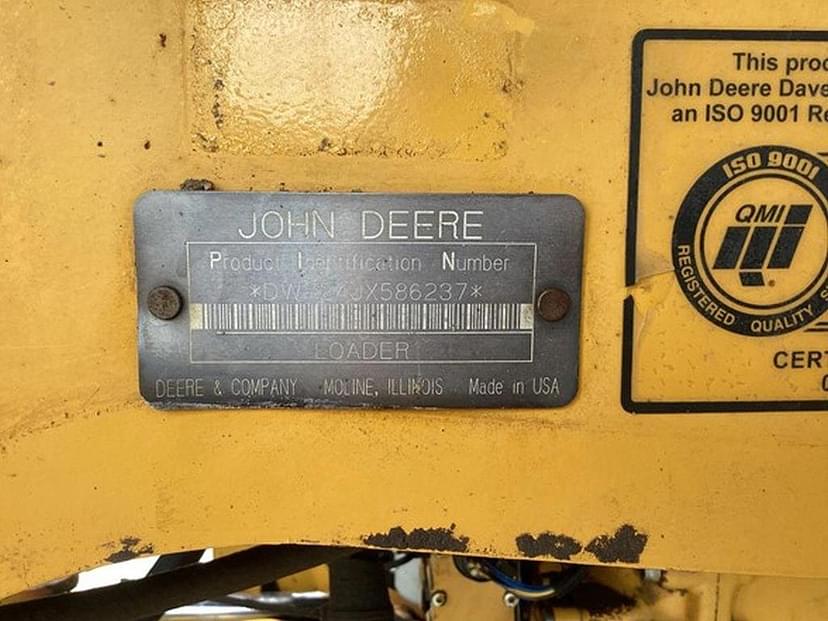 JOHN DEERE
Product Identification Number
LOADER
DEERE & COMPANY MOLINE, ILLINOIS Made in USA
This
John Deere Dave
an ISO 9001 Re
ISO 9001
QMI
REGISTERED QUALITY
CERT